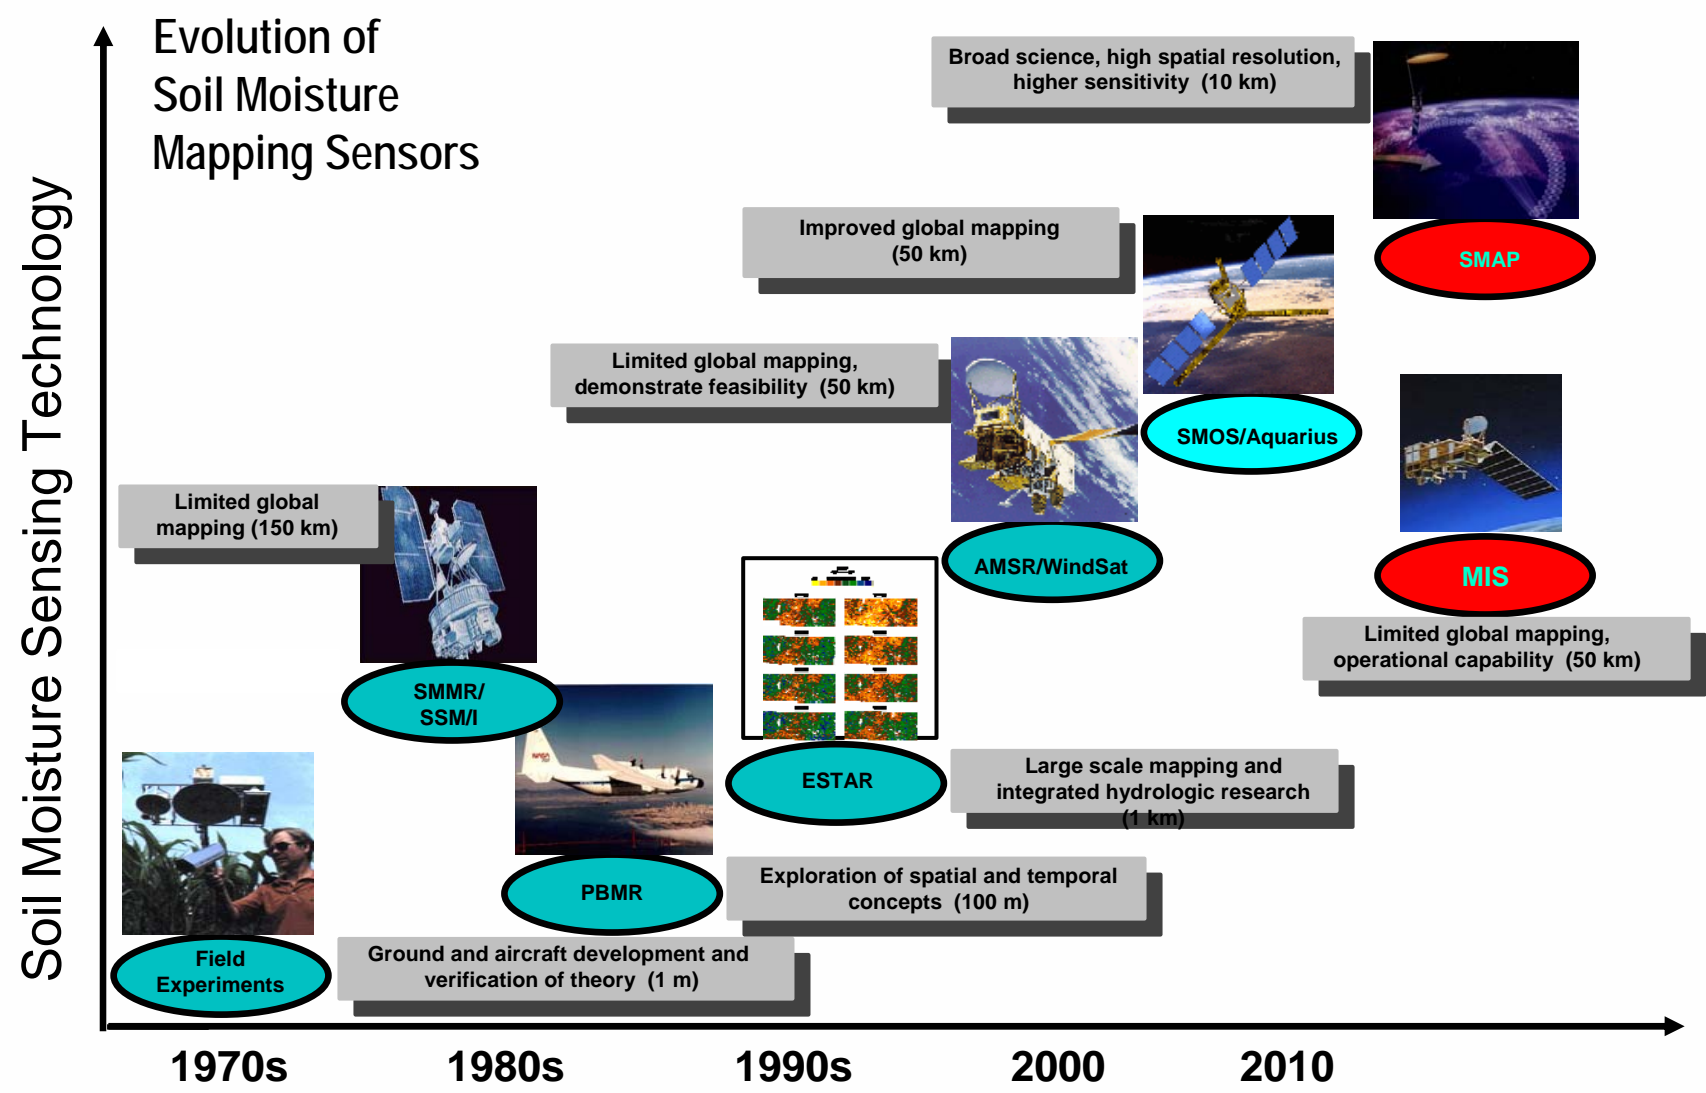 Evolution of
Soil Moisture
Mapping Sensors
Soil Moisture Sensing Technology
Broad science, high spatial resolution,
higher sensitivity (10 km)
SMAP
Improved global mapping
(50 km)
SMOS/Aquarius
Limited global mapping,
demonstrate feasibility (50 km)
AMSR/WindSat
MIS
Limited global mapping,
operational capability (50 km)
Limited global
mapping (150 km)
SMMR/
SSM/I
NASA
PBMR
Exploration of spatial and temporal
concepts (100 m)
ESTAR
Large scale mapping and
integrated hydrologic research
(1 km)
Field
Experiments
Ground and aircraft development and
verification of theory (1 m)
1970s
1980s
1990s
2000
2010